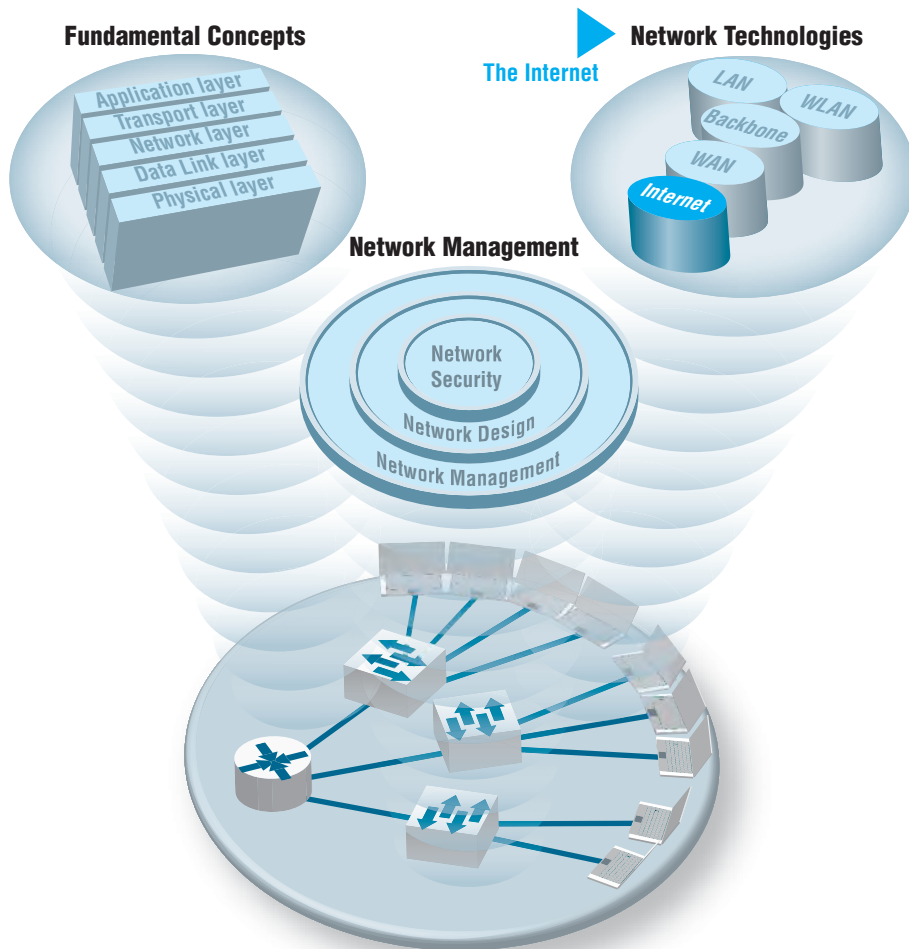 Fundamental Concepts
Application layer
Transport layer
Network layer
Data Link layer
Physical layer
The Internet
Network Technologies
LAN
WLAN
Backbone
WAN
Internet
Network Management
Network
Security
Network Design
Network Management